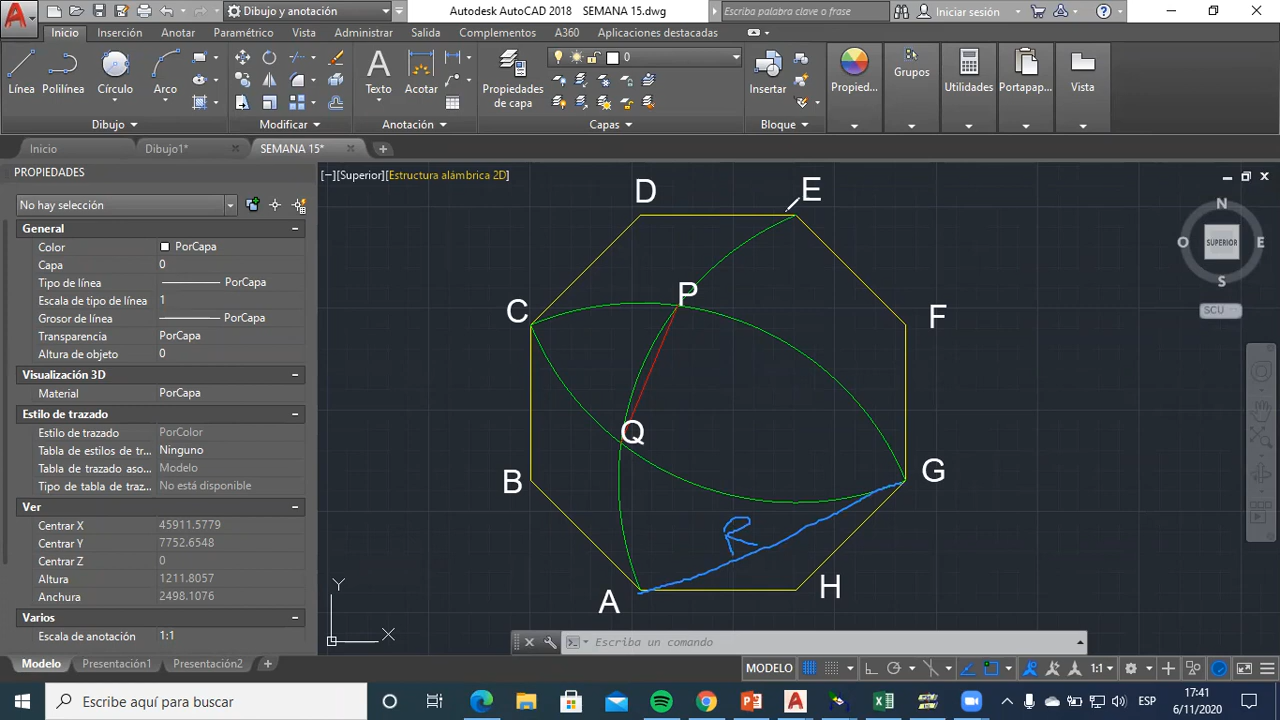 Dibujo y anotación
Autodesk AutoCAD 2018 SEMANA 15.dwg
Escriba palabra clave o frase
Iniciar sesión
Inicio Inserción Anotar Paramétrico Vista Administrar Salida Complementos A360 Aplicaciones destacadas
0
Línea Polilínea Círculo Arco
Texto Acotar
Propiedades de capa
Insertar
Propied... Grupos Utilidades Portapap... Vista
Dibujo Modificar Anotación Capas Bloque
Inicio Dibujo1* SEMANA 15*
PROPIEDADES
[−][Superior][Estructura alámbrica 2D]
No hay selección
General
Color PorCapa
Capa 0
Tipo de línea PorCapa
Escala de tipo de línea 1
Grosor de línea PorCapa
Transparencia PorCapa
Altura de objeto 0
Visualización 3D
Material PorCapa
Estilo de trazado
Estilo de trazado PorColor
Tabla de estilos de tr... Ninguno
Tabla de trazado aso... Modelo
Tipo de tabla de traz... No está disponible
Ver
Centrar X 45911.5779
Centrar Y 7752.6548
Centrar Z 0
Altura 1211.8057
Anchura 2498.1076
Varios
Escala de anotación 1:1
D E
N
O SUPERIOR E
S
SCU
C P F
Q
B G
R
A H
Y
X
Escriba un comando
Modelo Presentación1 Presentación2
MODELO 1:1
Escribe aquí para buscar
ESP
17:41
6/11/2020